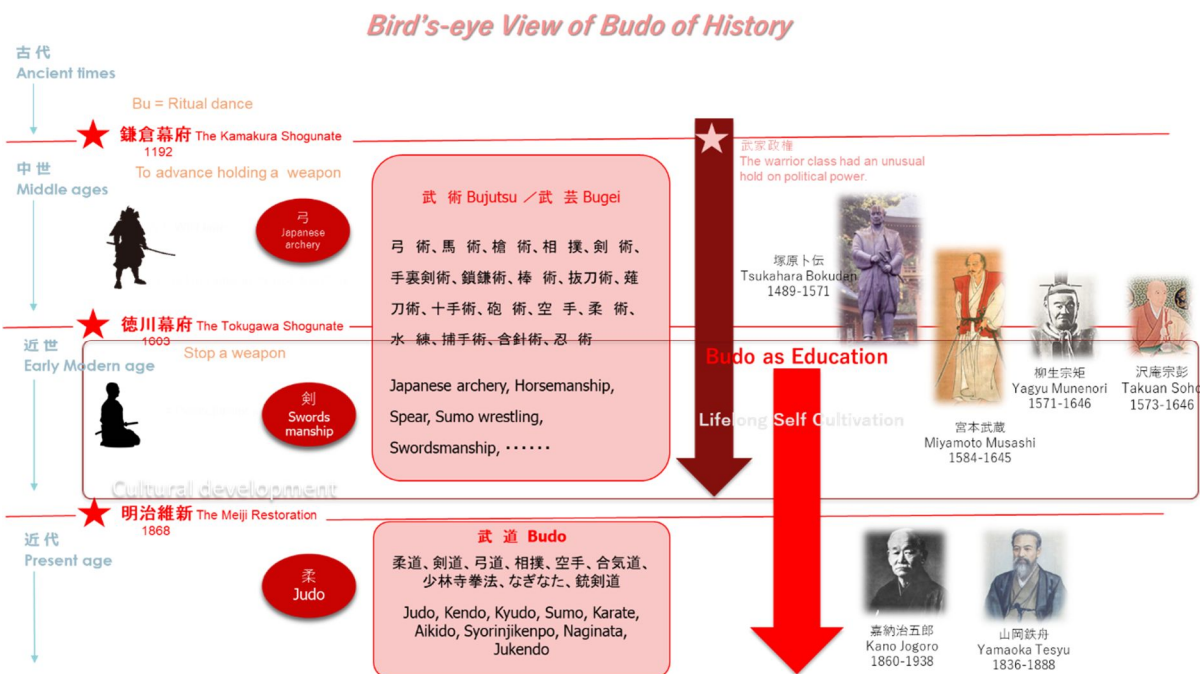 Bird's-eye View of Budo of History
古代
Ancient times
Bu = Ritual dance
鎌倉幕府 The Kamakura Shogunate
1192
武家政権
The warrior class had an unusual
hold on political power.
中世
Middle ages
To advance holding a weapon
弓
Japanese
archery
武 術 Bujutsu ／武 芸 Bugei
弓 術、馬 術、槍 術、相 撲、剣 術、
手裏剣術、鎖鎌術、棒 術、抜刀術、薙
刀術、十手術、砲 術、空 手、柔 術、
水 練、捕手術、含針術、忍 術
Japanese archery, Horsemanship,
Spear, Sumo wrestling,
Swordsmanship, ‥‥‥
塚原卜伝
Tsukahara Bokudan
1489-1571
徳川幕府 The Tokugawa Shogunate
1603
近世
Early Modern age
Stop a weapon
剣
Swords
manship
Budo as Education
Lifelong Self Cultivation
宮本武蔵
Miyamoto Musashi
1584-1645
柳生宗矩
Yagyu Munenori
1571-1646
沢庵宗彭
Takuan Soho
1573-1646
Cultural development
明治維新 The Meiji Restoration
1868
近代
Present age
柔
Judo
武 道 Budo
柔道、剣道、弓道、相撲、空手、合気道、
少林寺拳法、なぎなた、銃剣道
Judo, Kendo, Kyudo, Sumo, Karate,
Aikido, Syorinjikenpo, Naginata,
Jukendo
嘉納治五郎
Kano Jogoro
1860-1938
山岡鉄舟
Yamaoka Tesyu
1836-1888